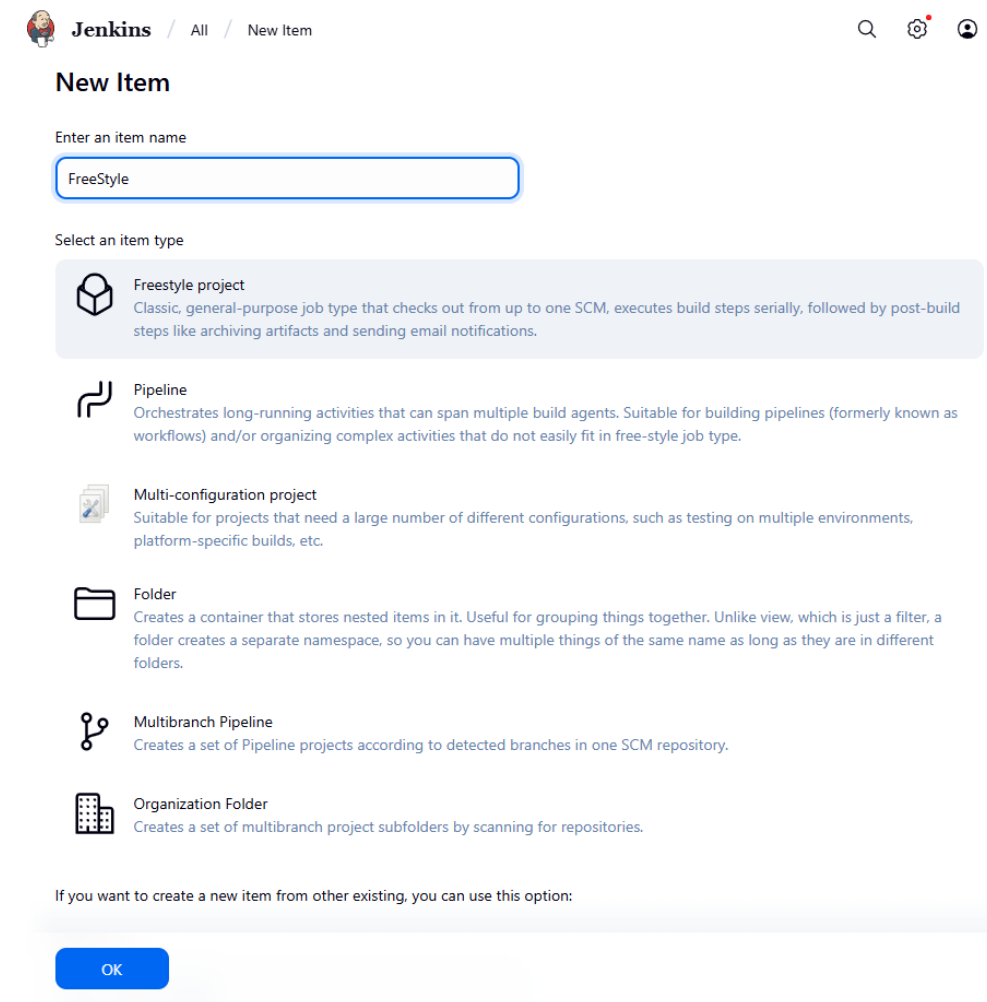 Jenkins / All / New Item
New Item
Enter an item name
FreeStyle
Select an item type
Freestyle project
Classic, general-purpose job type that checks out from up to one SCM, executes build steps serially, followed by post-build
steps like archiving artifacts and sending email notifications.
Pipeline
Orchestrates long-running activities that can span multiple build agents. Suitable for building pipelines (formerly known as
workflows) and/or organizing complex activities that do not easily fit in free-style job type.
Multi-configuration project
Suitable for projects that need a large number of different configurations, such as testing on multiple environments,
platform-specific builds, etc.
Folder
Creates a container that stores nested items in it. Useful for grouping things together. Unlike view, which is just a filter, a
folder creates a separate namespace, so you can have multiple things of the same name as long as they are in different
folders.
Multibranch Pipeline
Creates a set of Pipeline projects according to detected branches in one SCM repository.
Organization Folder
Creates a set of multibranch project subfolders by scanning for repositories.
If you want to create a new item from other existing, you can use this option:
OK